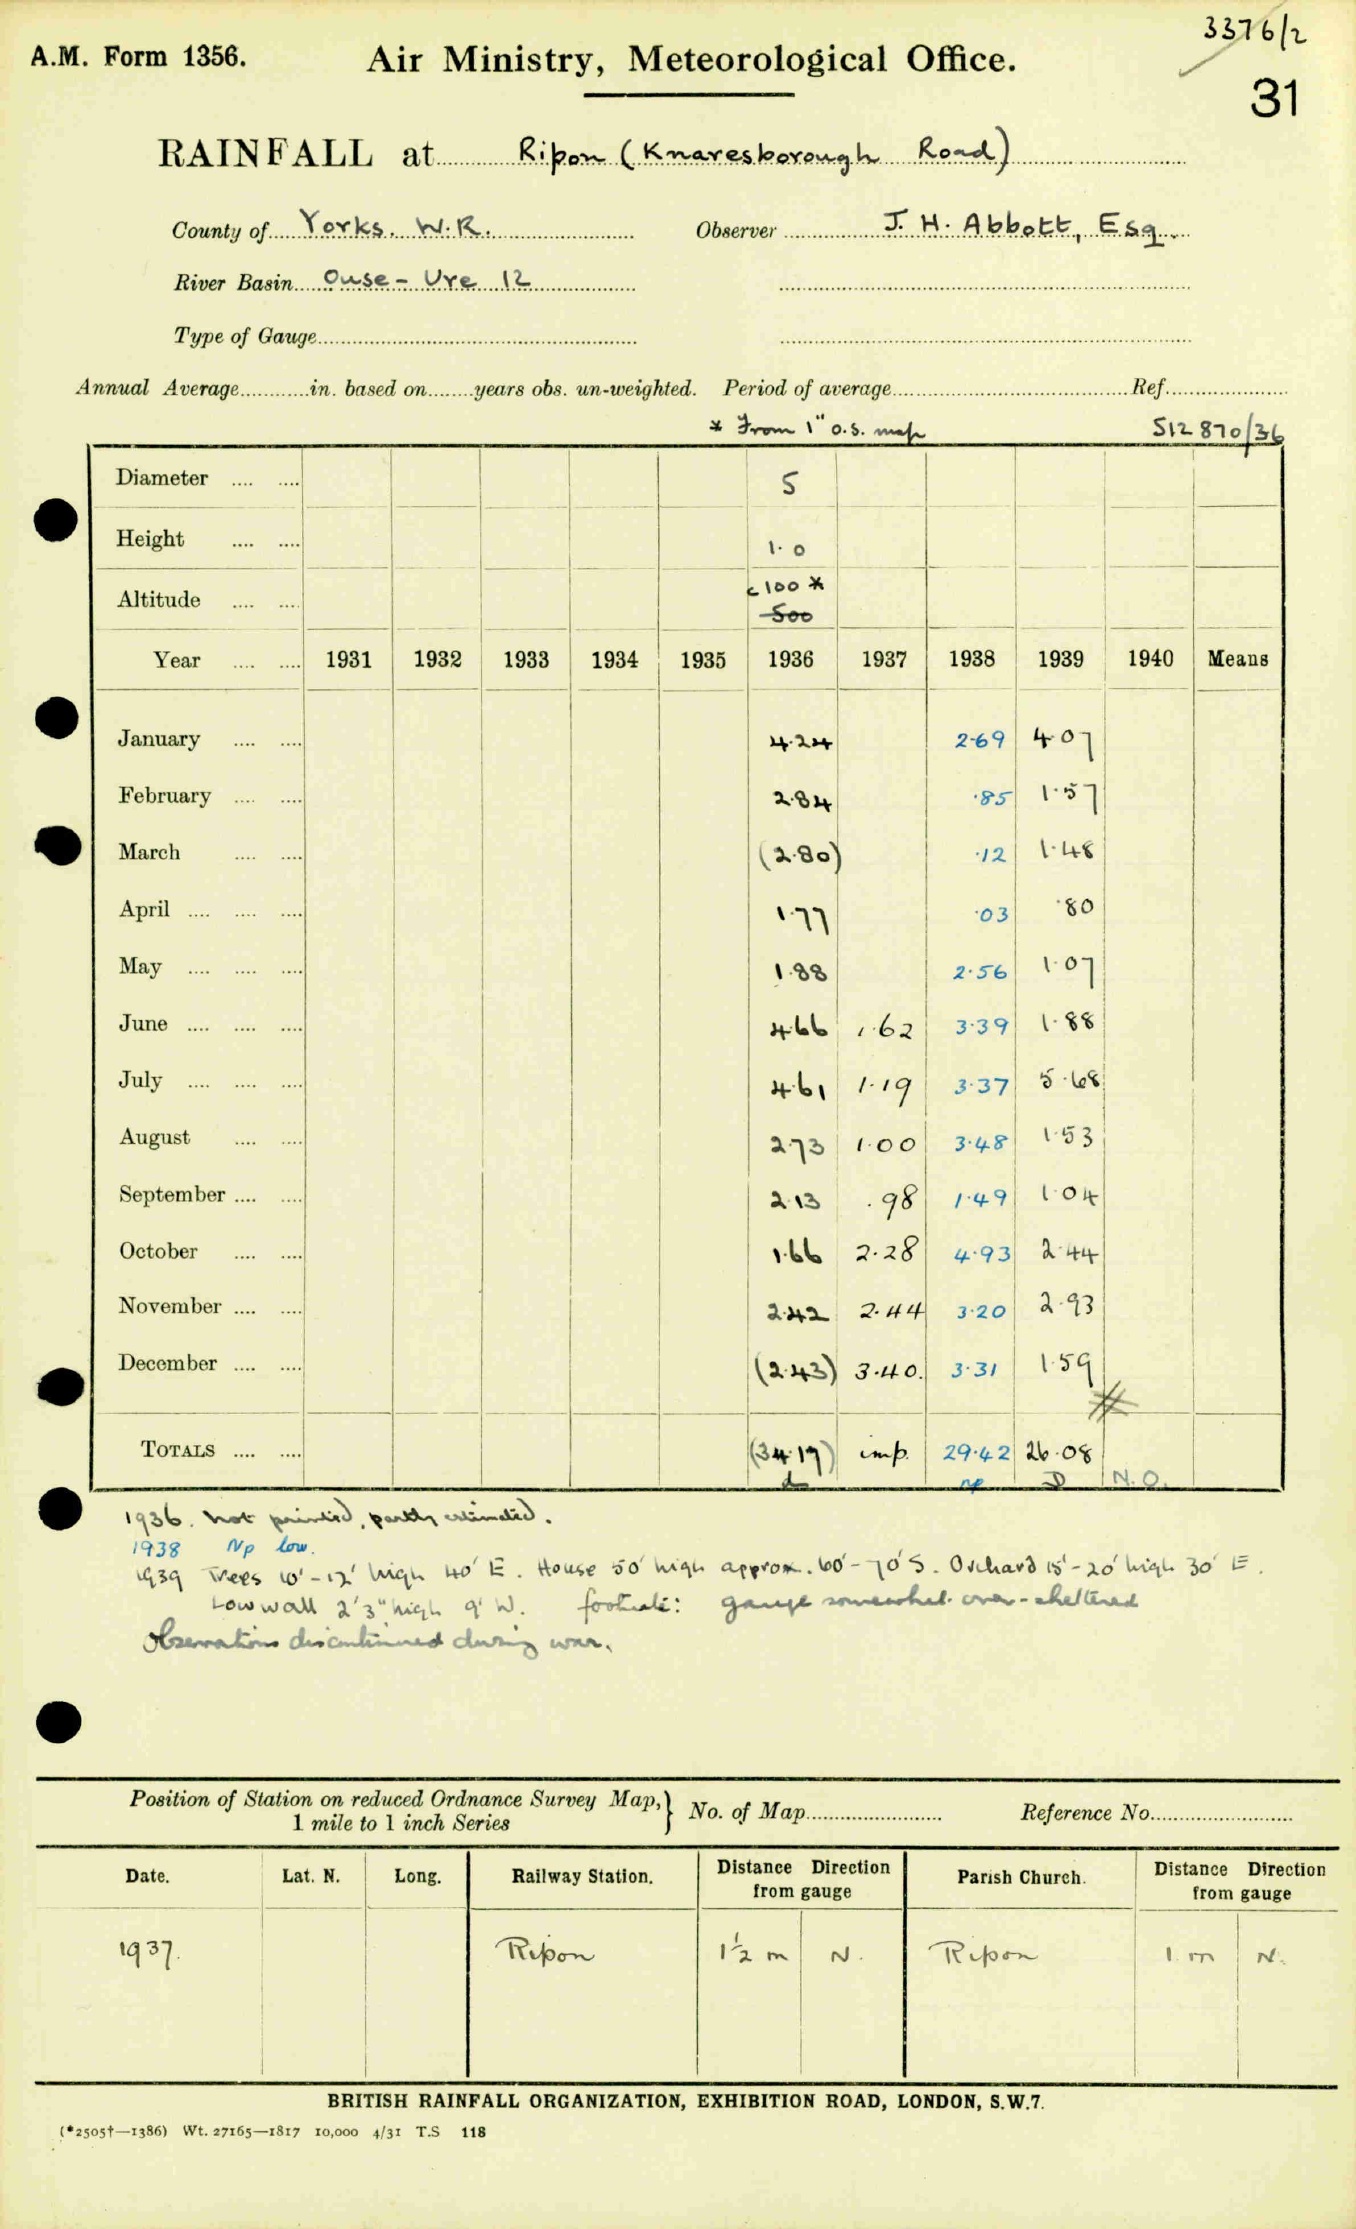 3376/2
A.M. Form 1356. Air Ministry, Meteorological Office.
31
RAINFALL at Ripon (Knaresborough Road)
County of Yorks. W.R. Observer J. H. Abbott, Esq.
River Basin Ouse - Ure 12
Type of Gauge
Annual Average in. based on years obs. un-weighted. Period of average Ref.
* From 1" O.S. map S12 870/36
Diameter 5
Height 1.0
Altitude c 100 *
500
Year 1931 1932 1933 1934 1935 1936 1937 1938 1939 1940 Means
January 4.24 2.69 4.07
February 2.84 .85 1.57
March (2.80) .12 1.48
April 1.77 .03 .80
May 1.88 2.56 1.07
June 4.66 1.62 3.39 1.88
July 4.61 1.19 3.37 5.68
August 2.73 1.00 3.48 1.53
September 2.13 .98 1.49 1.04
October 1.66 2.28 4.93 2.44
November 2.42 2.44 3.20 2.93
December (2.43) 3.40. 3.31 1.59
TOTALS (34.17) imp. 29.42 26.08
d np D N.O.
1936. Not printed, partly estimated.
1938 Np low.
1939 Trees 10'-12' high 40' E. House 50' high approx. 60'-70' S. Orchard 15'-20' high 30' E.
Low wall 2'3" high 9' W. footnote: gauge somewhat over-sheltered
Observations discontinued during war.
Position of Station on reduced Ordnance Survey Map, 1 mile to 1 inch Series } No. of Map Reference No.
Date. Lat. N. Long. Railway Station. Distance Direction from gauge Parish Church. Distance Direction from gauge
1937. Ripon 1½ m N. Ripon 1 m N.
BRITISH RAINFALL ORGANIZATION, EXHIBITION ROAD, LONDON, S.W.7.
(*2505†—1386) Wt. 27165—1817 10,000 4/31 T.S 118